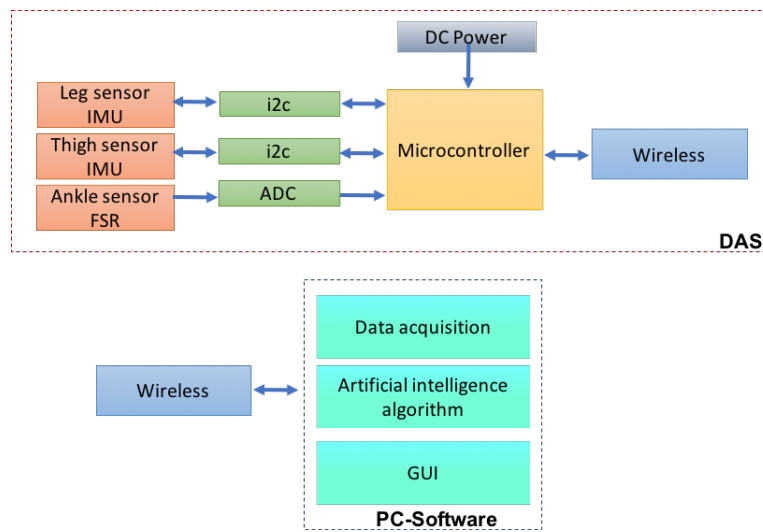 DC Power
Leg sensor
IMU
i2c
Thigh sensor
IMU
i2c
Microcontroller
Wireless
Ankle sensor
FSR
ADC
DAS
Data acquisition
Wireless
Artificial intelligence
algorithm
GUI
PC-Software